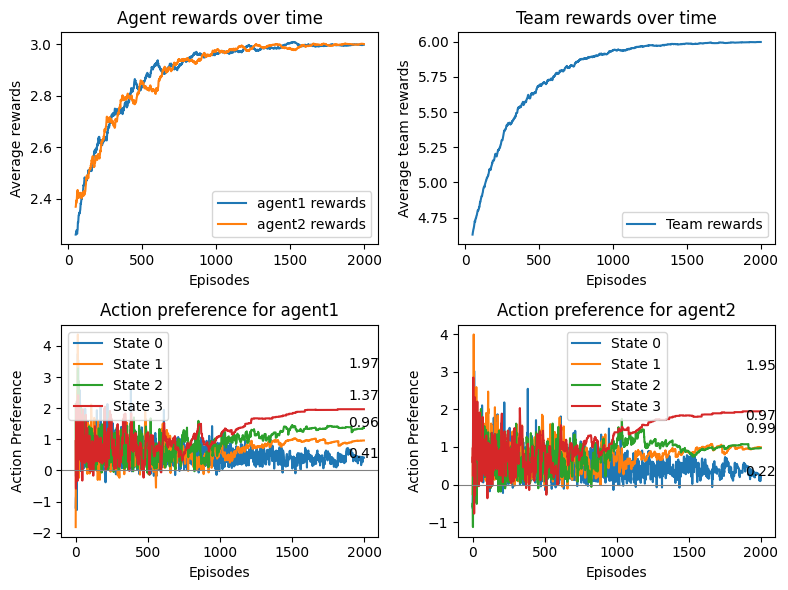 Agent rewards over time
Average rewards
3.0
2.8
2.6
2.4
agent1 rewards
agent2 rewards
0
500
1000
1500
2000
Episodes
Team rewards over time
Average team rewards
6.00
5.75
5.50
5.25
5.00
4.75
Team rewards
0
500
1000
1500
2000
Episodes
Action preference for agent1
Action Preference
4
3
2
1
0
−1
−2
State 0
State 1
State 2
State 3
1.97
1.37
0.96
0.41
0
500
1000
1500
2000
Episodes
Action preference for agent2
Action Preference
4
3
2
1
0
−1
State 0
State 1
State 2
State 3
1.95
0.97
0.99
0.22
0
500
1000
1500
2000
Episodes